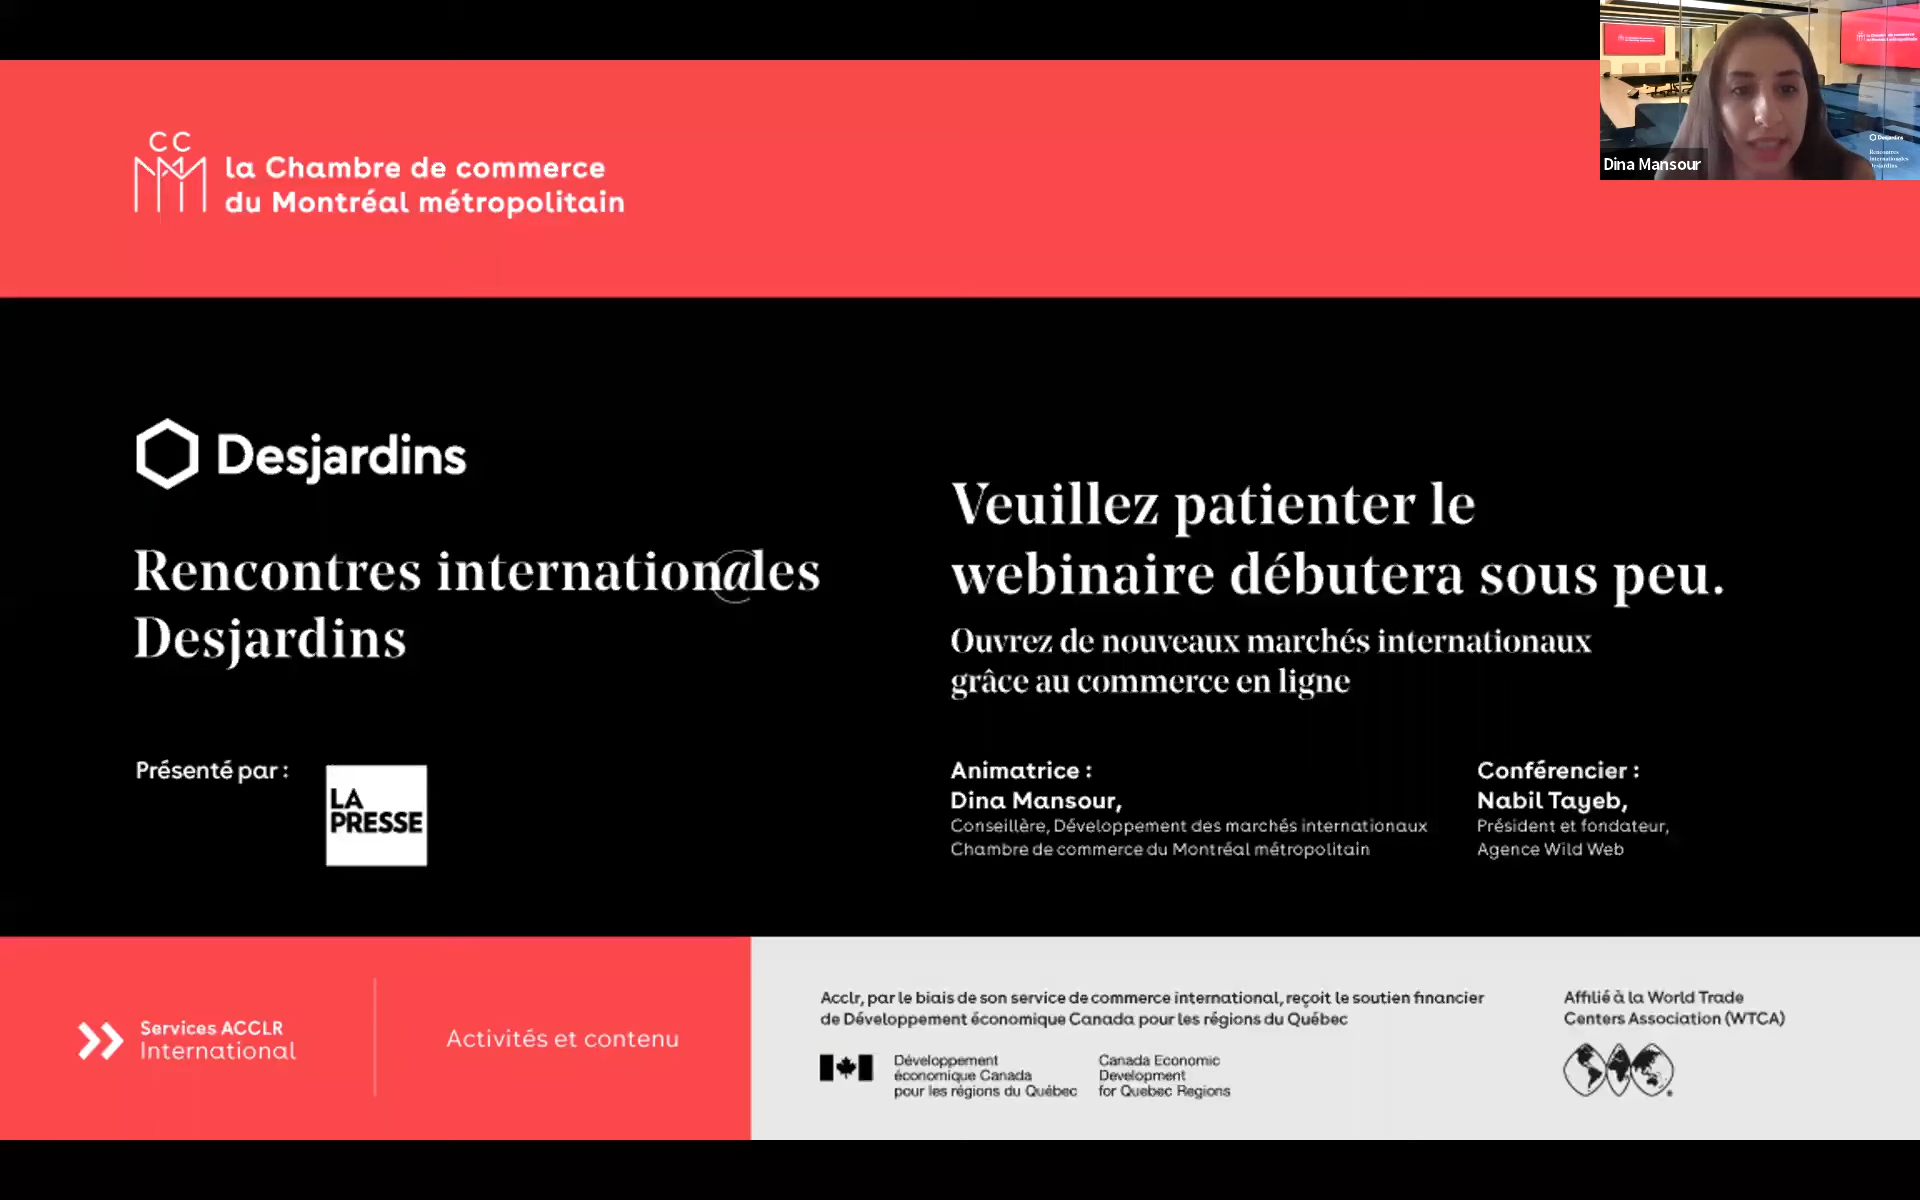 CC
MM
la Chambre de commerce
du Montréal métropolitain
Dina Mansour
Desjardins
Rencontres internation@les
Desjardins
Présenté par :
LA
PRESSE
Veuillez patienter le
webinaire débutera sous peu.
Ouvrez de nouveaux marchés internationaux
grâce au commerce en ligne
Animatrice :
Dina Mansour,
Conseillère, Développement des marchés internationaux
Chambre de commerce du Montréal métropolitain
Conférencier :
Nabil Tayeb,
Président et fondateur,
Agence Wild Web
Services ACCLR
International
Activités et contenu
Acclr, par le biais de son service de commerce international, reçoit le soutien financier
de Développement économique Canada pour les régions du Québec
Développement
économique Canada
pour les régions du Québec
Canada Economic
Development
for Quebec Regions
Affilié à la World Trade
Centers Association (WTCA)
Desjardins
Rencontres
internationales
Desjardins